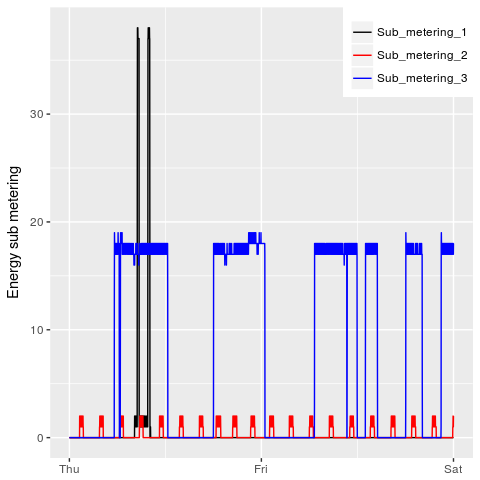 Sub_metering_1
Sub_metering_2
Sub_metering_3
Energy sub metering
30
20
10
0
Thu
Fri
Sat